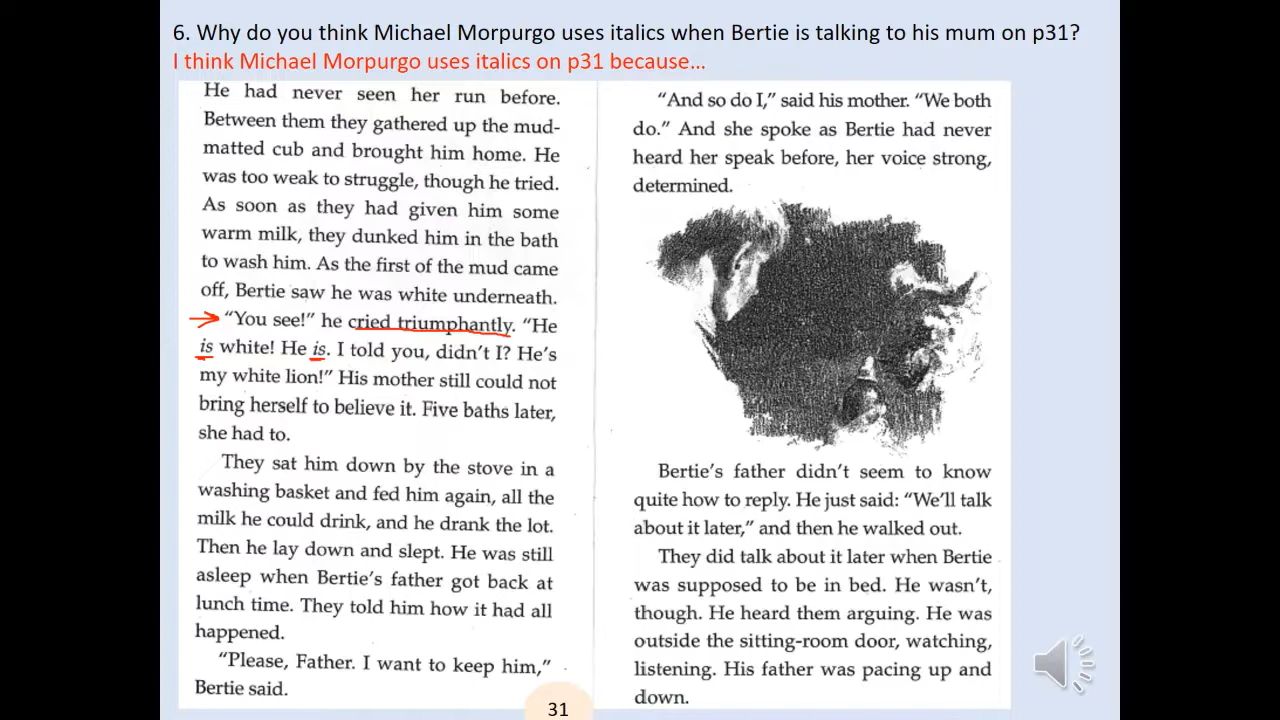 6. Why do you think Michael Morpurgo uses italics when Bertie is talking to his mum on p31?
I think Michael Morpurgo uses italics on p31 because…
He had never seen her run before.
Between them they gathered up the mud-
matted cub and brought him home. He
was too weak to struggle, though he tried.
As soon as they had given him some
warm milk, they dunked him in the bath
to wash him. As the first of the mud came
off, Bertie saw he was white underneath.
“You see!” he cried triumphantly. “He
is white! He is. I told you, didn’t I? He’s
my white lion!” His mother still could not
bring herself to believe it. Five baths later,
she had to.
They sat him down by the stove in a
washing basket and fed him again, all the
milk he could drink, and he drank the lot.
Then he lay down and slept. He was still
asleep when Bertie’s father got back at
lunch time. They told him how it had all
happened.
“Please, Father. I want to keep him,”
Bertie said.
31
“And so do I,” said his mother. “We both
do.” And she spoke as Bertie had never
heard her speak before, her voice strong,
determined.
Bertie’s father didn’t seem to know
quite how to reply. He just said: “We’ll talk
about it later,” and then he walked out.
They did talk about it later when Bertie
was supposed to be in bed. He wasn’t,
though. He heard them arguing. He was
outside the sitting-room door, watching,
listening. His father was pacing up and
down.